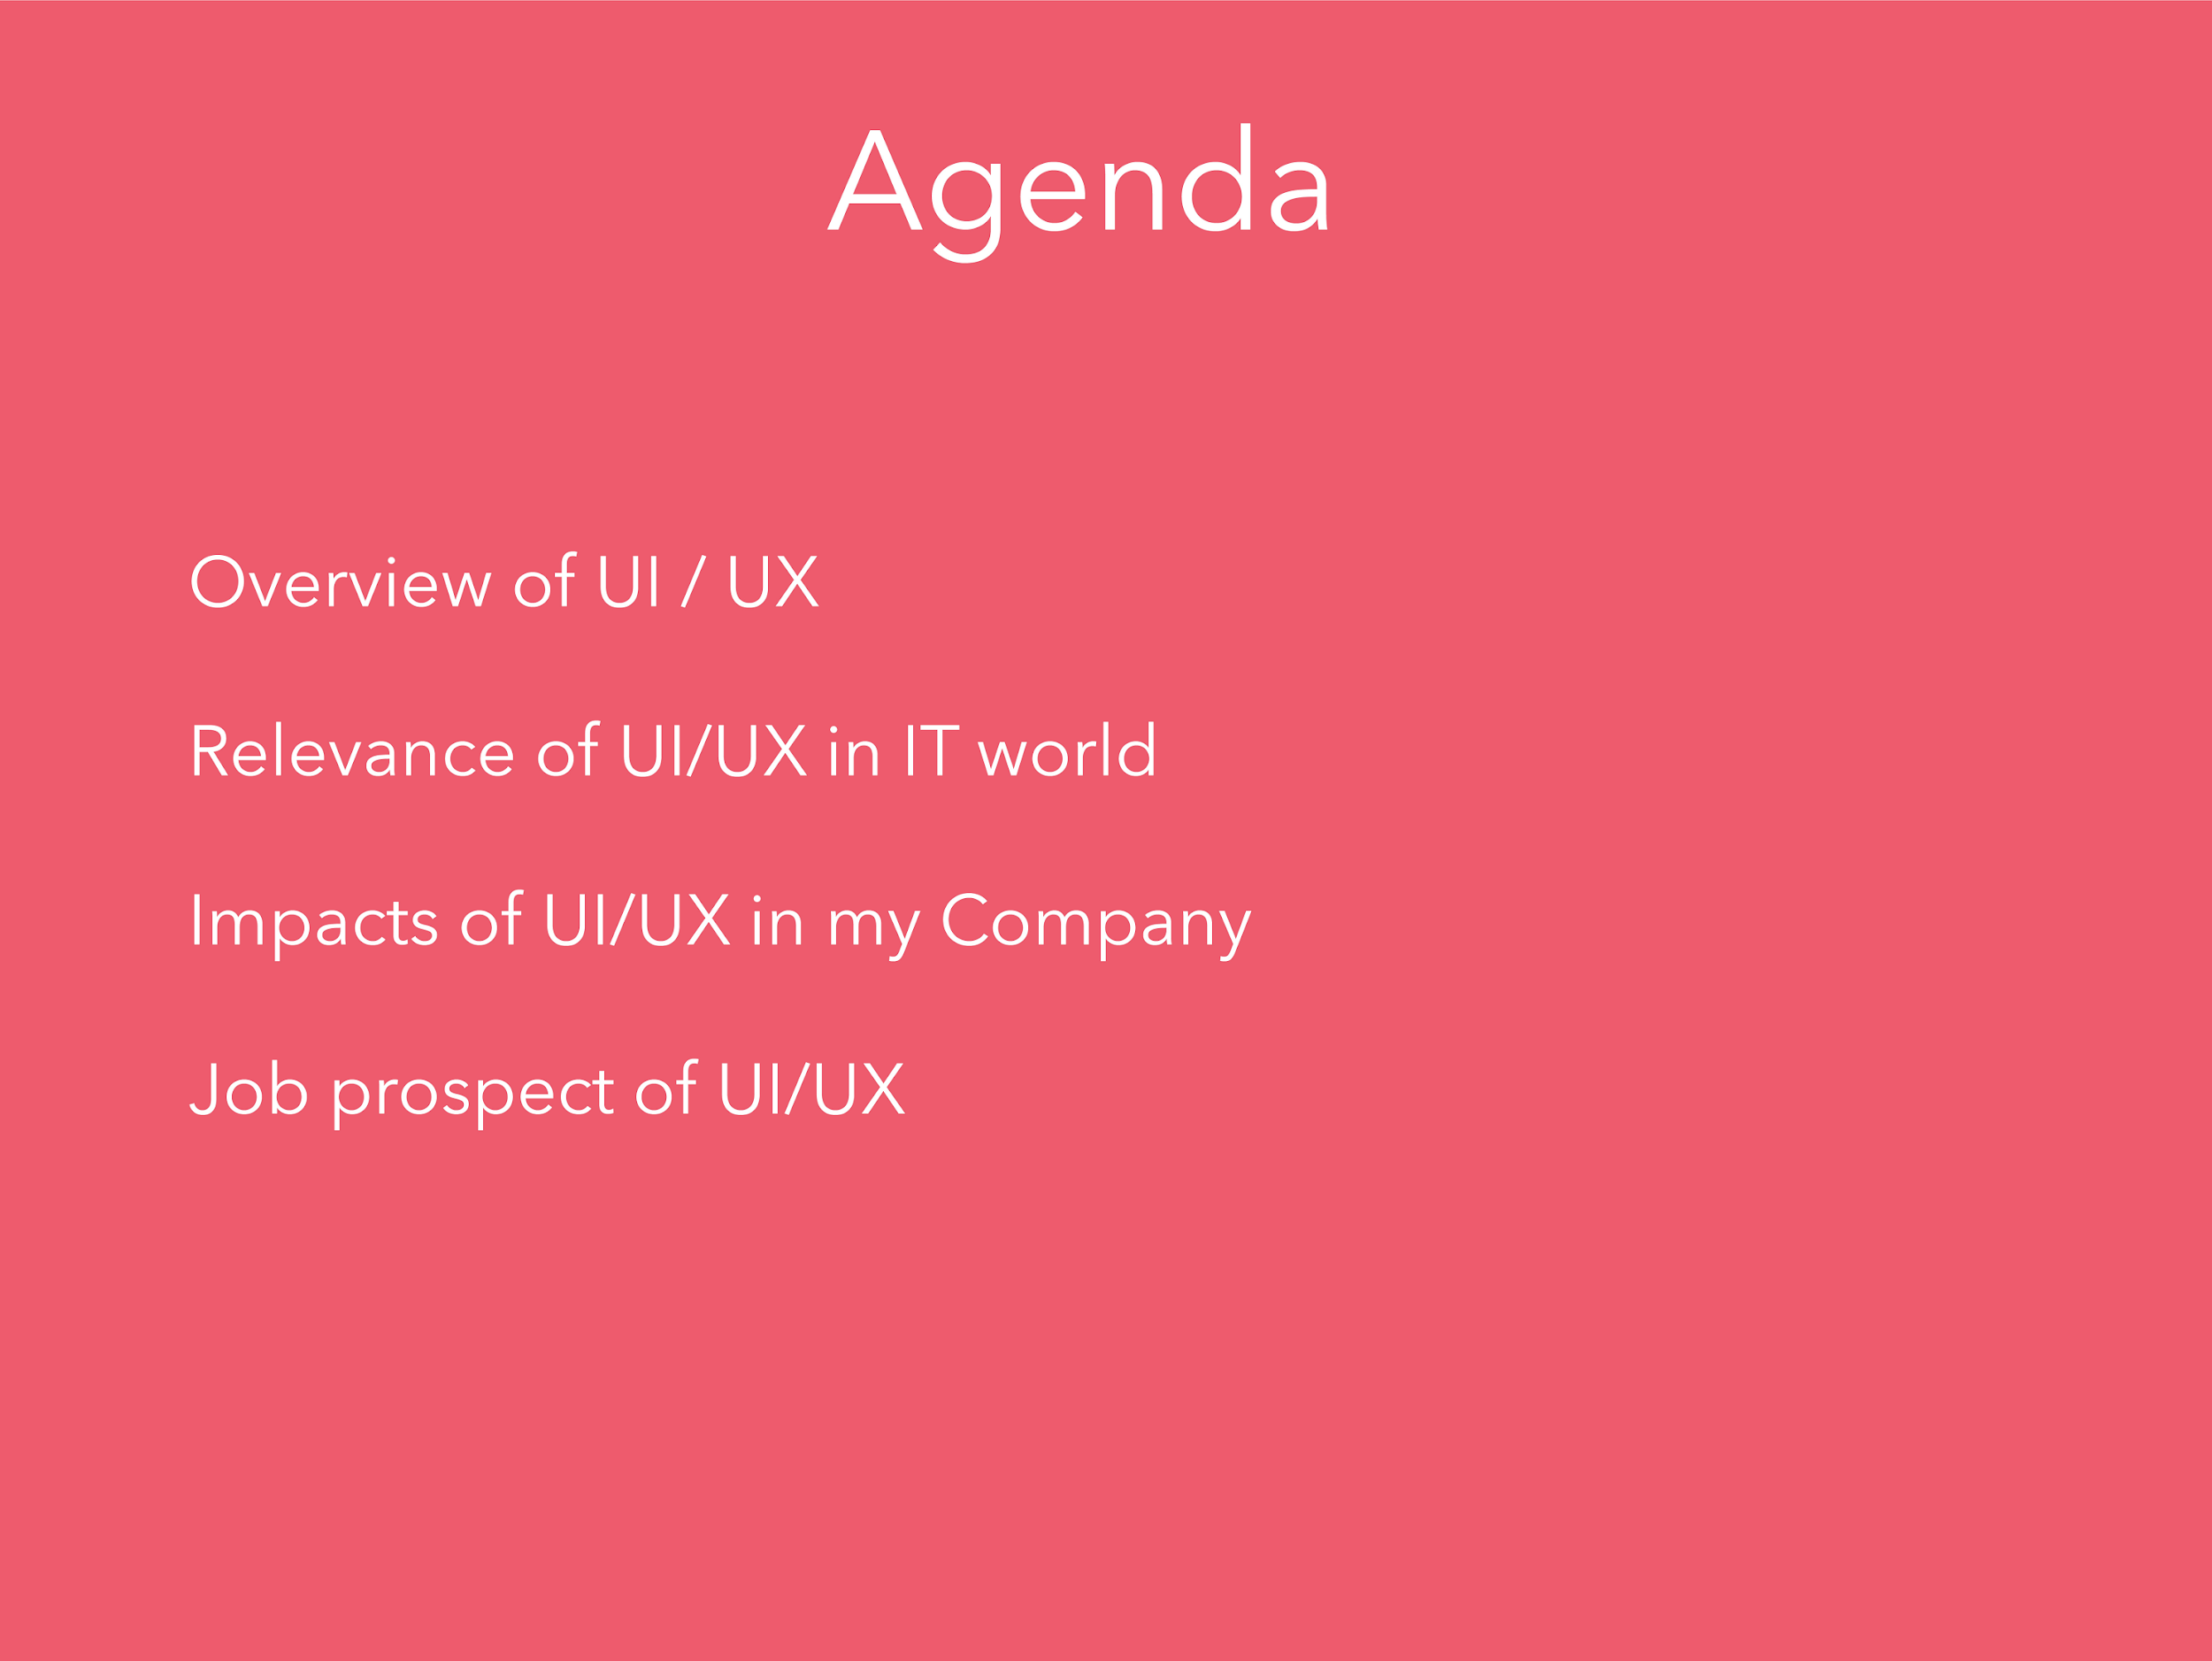 Agenda
Overview of UI / UX
Relevance of UI/UX in IT world
Impacts of UI/UX in my Company
Job prospect of UI/UX